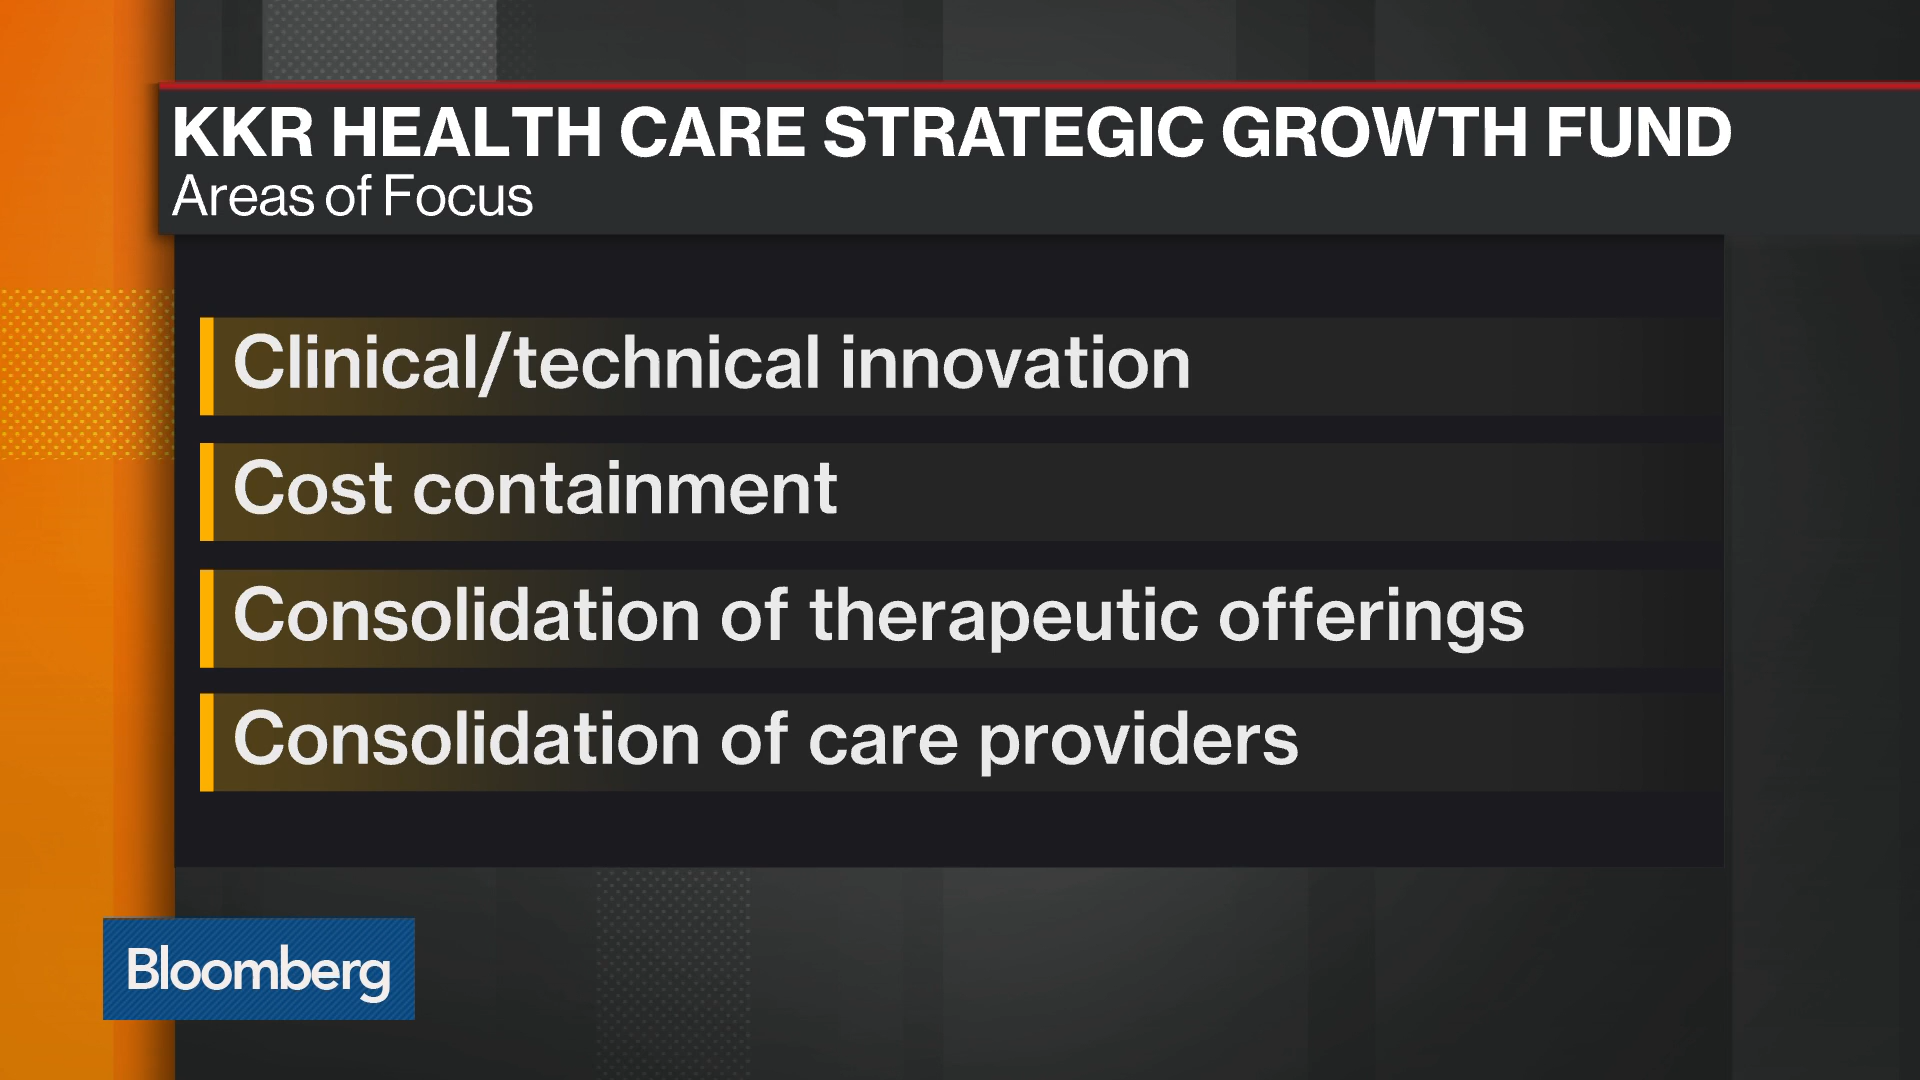 KKR HEALTH CARE STRATEGIC GROWTH FUND
Areas of Focus
Clinical/technical innovation
Cost containment
Consolidation of therapeutic offerings
Consolidation of care providers
Bloomberg